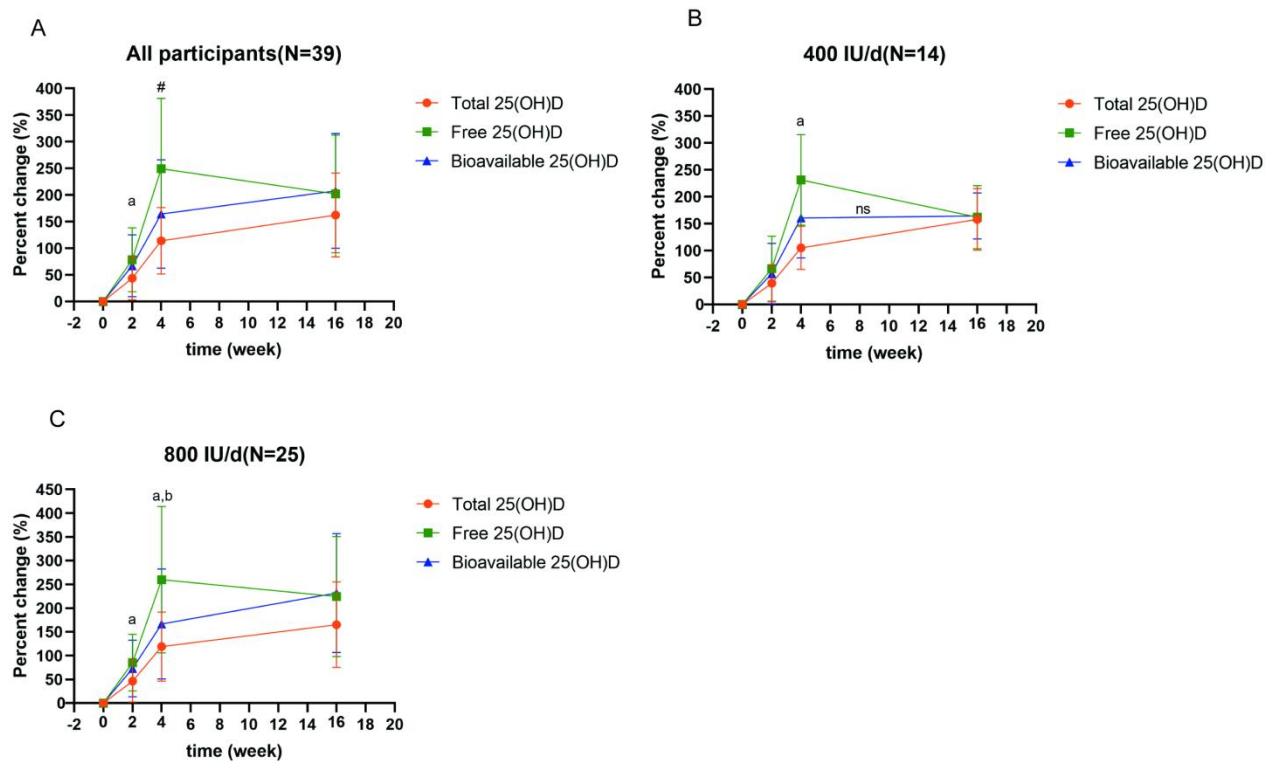 A
All participants(N=39)
400
350
300
250
200
150
100
50
0
Percent change (%)
a
#
-2 0 2 4 6 8 10 12 14 16 18 20
time (week)
Total 25(OH)D
Free 25(OH)D
Bioavailable 25(OH)D
B
400 IU/d(N=14)
400
350
300
250
200
150
100
50
0
Percent change (%)
a
ns
-2 0 2 4 6 8 10 12 14 16 18 20
time (week)
Total 25(OH)D
Free 25(OH)D
Bioavailable 25(OH)D
C
800 IU/d(N=25)
450
400
350
300
250
200
150
100
50
0
Percent change (%)
a
a,b
-2 0 2 4 6 8 10 12 14 16 18 20
time (week)
Total 25(OH)D
Free 25(OH)D
Bioavailable 25(OH)D